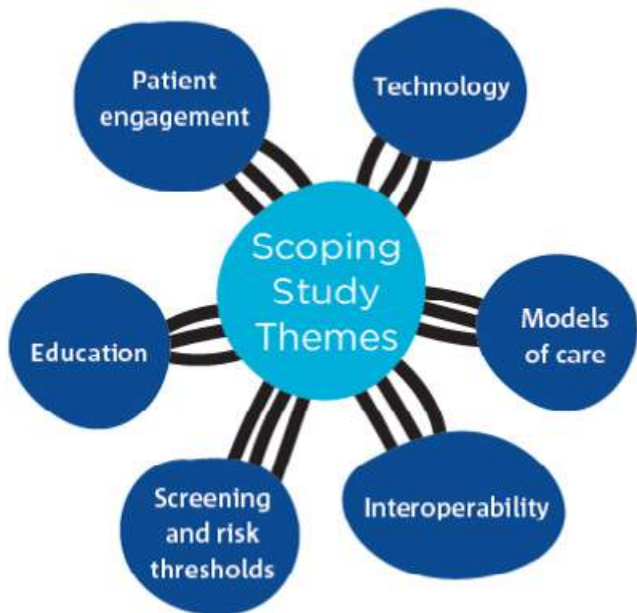 Patient
engagement
Technology
Scoping
Study
Themes
Education
Models
of care
Screening
and risk
thresholds
Interoperability